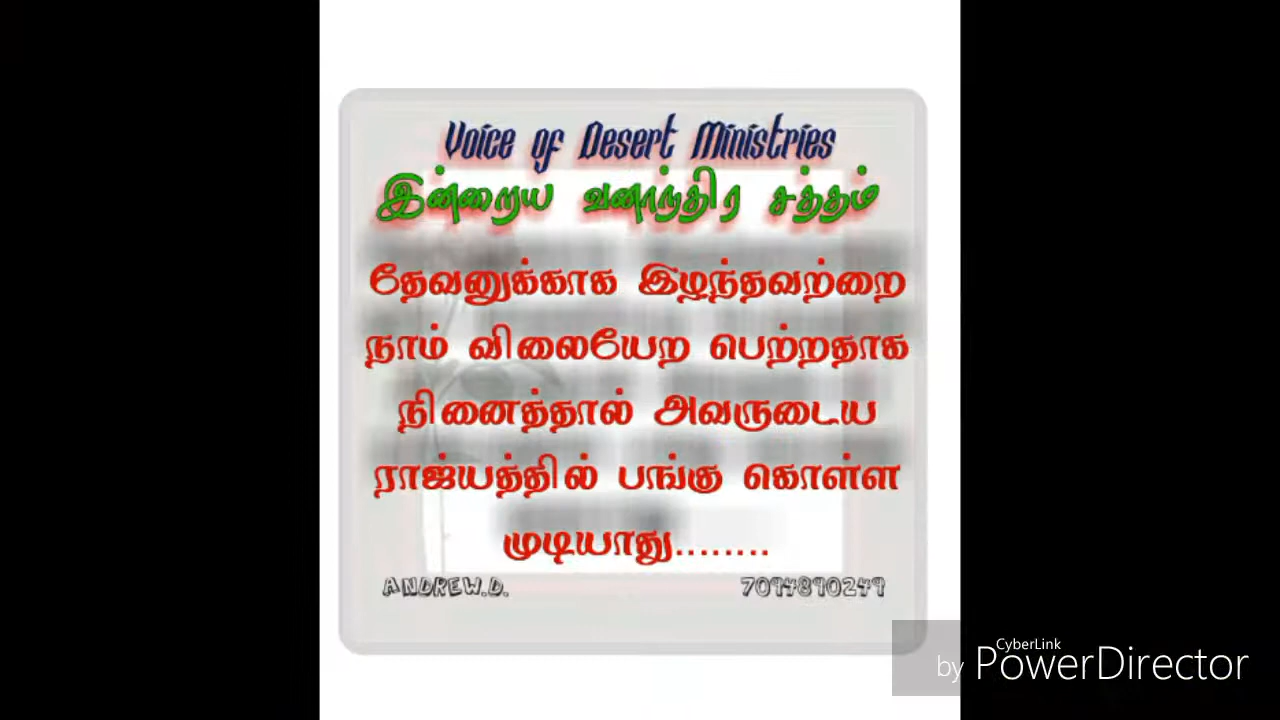 Voice of Desert Ministries
இன்றைய வனாந்திர சத்தம்
தேவனுக்காக இழந்தவற்றை
நாம் விலையேற பெற்றதாக
நினைத்தால் அவருடைய
ராஜ்யத்தில் பங்கு கொள்ள
முடியாது........
ANDREW.D. 7094890249
CyberLink
by PowerDirector